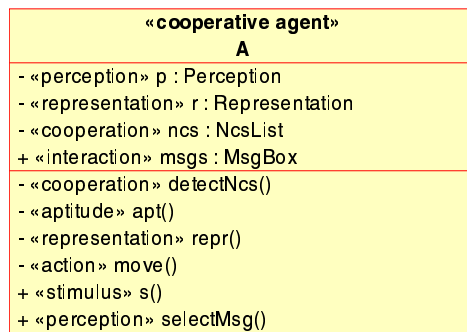 «cooperative agent»
A
- «perception» p : Perception
- «representation» r : Representation
- «cooperation» ncs : NcsList
+ «interaction» msgs : MsgBox
- «cooperation» detectNcs()
- «aptitude» apt()
- «representation» repr()
- «action» move()
+ «stimulus» s()
+ «perception» selectMsg()